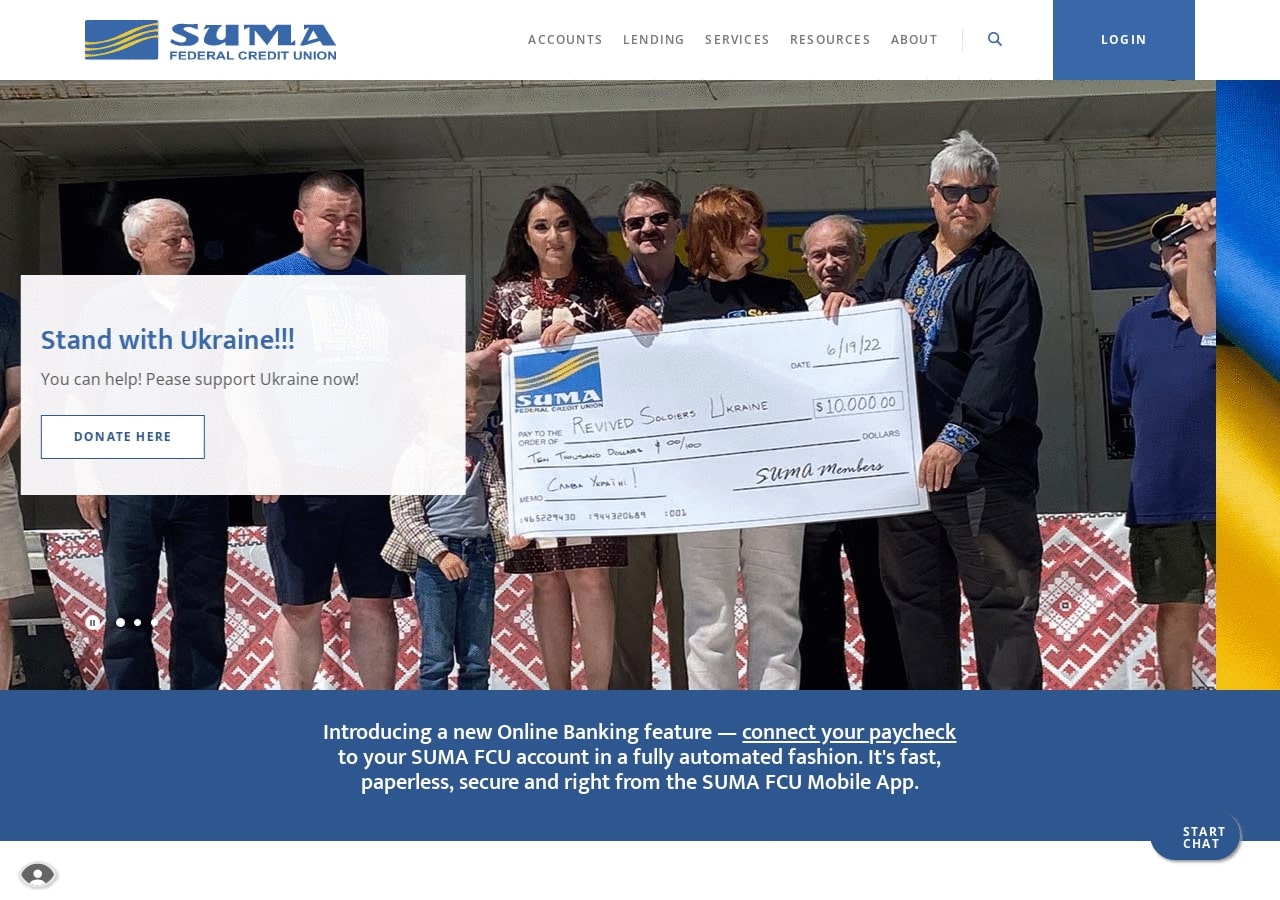 SUMA
FEDERAL CREDIT UNION
ACCOUNTS LENDING SERVICES RESOURCES ABOUT
LOGIN
Stand with Ukraine!!!
You can help! Pease support Ukraine now!
DONATE HERE
DATE 6/19/22
SUMA
FEDERAL CREDIT UNION
PAY TO THE
ORDER OF REVIVED SOLDIERS UKRAINE $ 10,000.00
TEN THOUSAND DOLLARS & 00/100 DOLLARS
MEMO СЛАВА УКРАЇНІ! SUMA Members
:465229430 :944320689 :001
Introducing a new Online Banking feature — connect your paycheck
to your SUMA FCU account in a fully automated fashion. It's fast,
paperless, secure and right from the SUMA FCU Mobile App.
START
CHAT